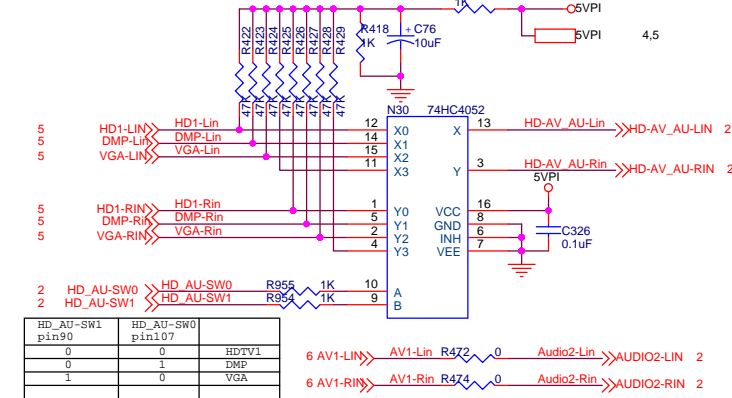 1K
5VPI
5VPI 4,5
R422
R423
R424
R425
R426
R427
R428
R429
R418
1K
+ C76
10uF
47K
47K
47K
47K
47K
47K
47K
47K
N30 74HC4052
5 HD1-LIN HD1-Lin 12 X0 X 13 HD-AV_AU-Lin HD-AV_AU-LIN 2
5 DMP-Lin DMP-Lin 14 X1
5 VGA-LIN VGA-Lin 15 X2
11 X3 Y 3 HD-AV_AU-Rin HD-AV_AU-RIN 2
5VPI
5 HD1-RIN HD1-Rin 1 Y0 VCC 16
5 DMP-Rin DMP-Rin 5 Y1 GND 8
5 VGA-RIN VGA-Rin 2 Y2 INH 6
4 Y3 VEE 7
C326
0.1uF
2 HD_AU-SW0 HD_AU-SW0 R955 1K 10 A
2 HD_AU-SW1 HD_AU-SW1 R954 1K 9 B
HD_AU-SW1 HD_AU-SW0
pin90 pin107
0 0 HDTV1
0 1 DMP
1 0 VGA
6 AV1-LIN AV1-Lin R472 0 Audio2-Lin AUDIO2-LIN 2
6 AV1-RIN AV1-Rin R474 0 Audio2-Rin AUDIO2-RIN 2